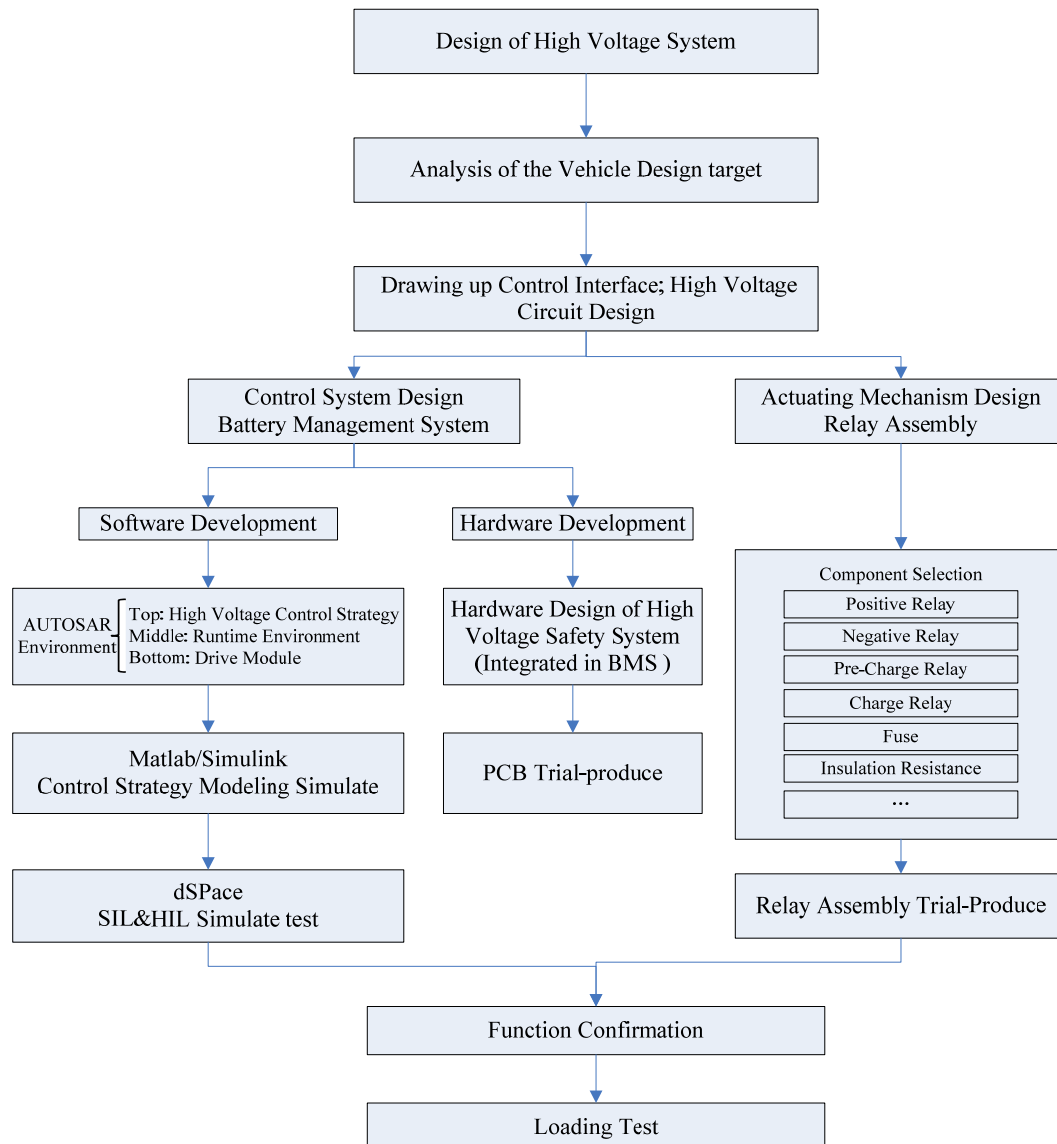 Design of High Voltage System
Analysis of the Vehicle Design target
Drawing up Control Interface; High Voltage
Circuit Design
Control System Design
Battery Management System
Actuating Mechanism Design
Relay Assembly
Software Development
Hardware Development
AUTOSAR
Environment
Top: High Voltage Control Strategy
Middle: Runtime Environment
Bottom: Drive Module
Hardware Design of High
Voltage Safety System
(Integrated in BMS )
Component Selection
Positive Relay
Negative Relay
Pre-Charge Relay
Charge Relay
Fuse
Insulation Resistance
...
Matlab/Simulink
Control Strategy Modeling Simulate
PCB Trial-produce
dSPace
SIL&HIL Simulate test
Relay Assembly Trial-Produce
Function Confirmation
Loading Test